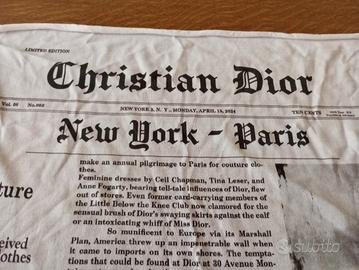 LIMITED EDITION
Christian Dior
Vol. 86 No.962
NEW YORK 3, N. Y., MONDAY, APRIL 15, 2024
TEN CENTS
New York - Paris
make an annual pilgrimage to Paris for couture clo-
thes.
Feminine dresses by Ceil Chapman, Tina Leser, and
Anne Fogarty, bearing tell-tale influences of Dior, flew
out of stores. Even former card-carrying members of
the Little Below the Knee Club now clamored for the
sensual brush of Dior's swaying skirts against the calf
or an intoxicating whiff of Miss Dior.
So munificent to Europe via its Marshall
Plan, America threw up an impenetrable wall when
it came to imports on its own shores. The tempta-
tions that could be found at Dior at 30 Avenue Mon-
ture
eived
lothes
subito